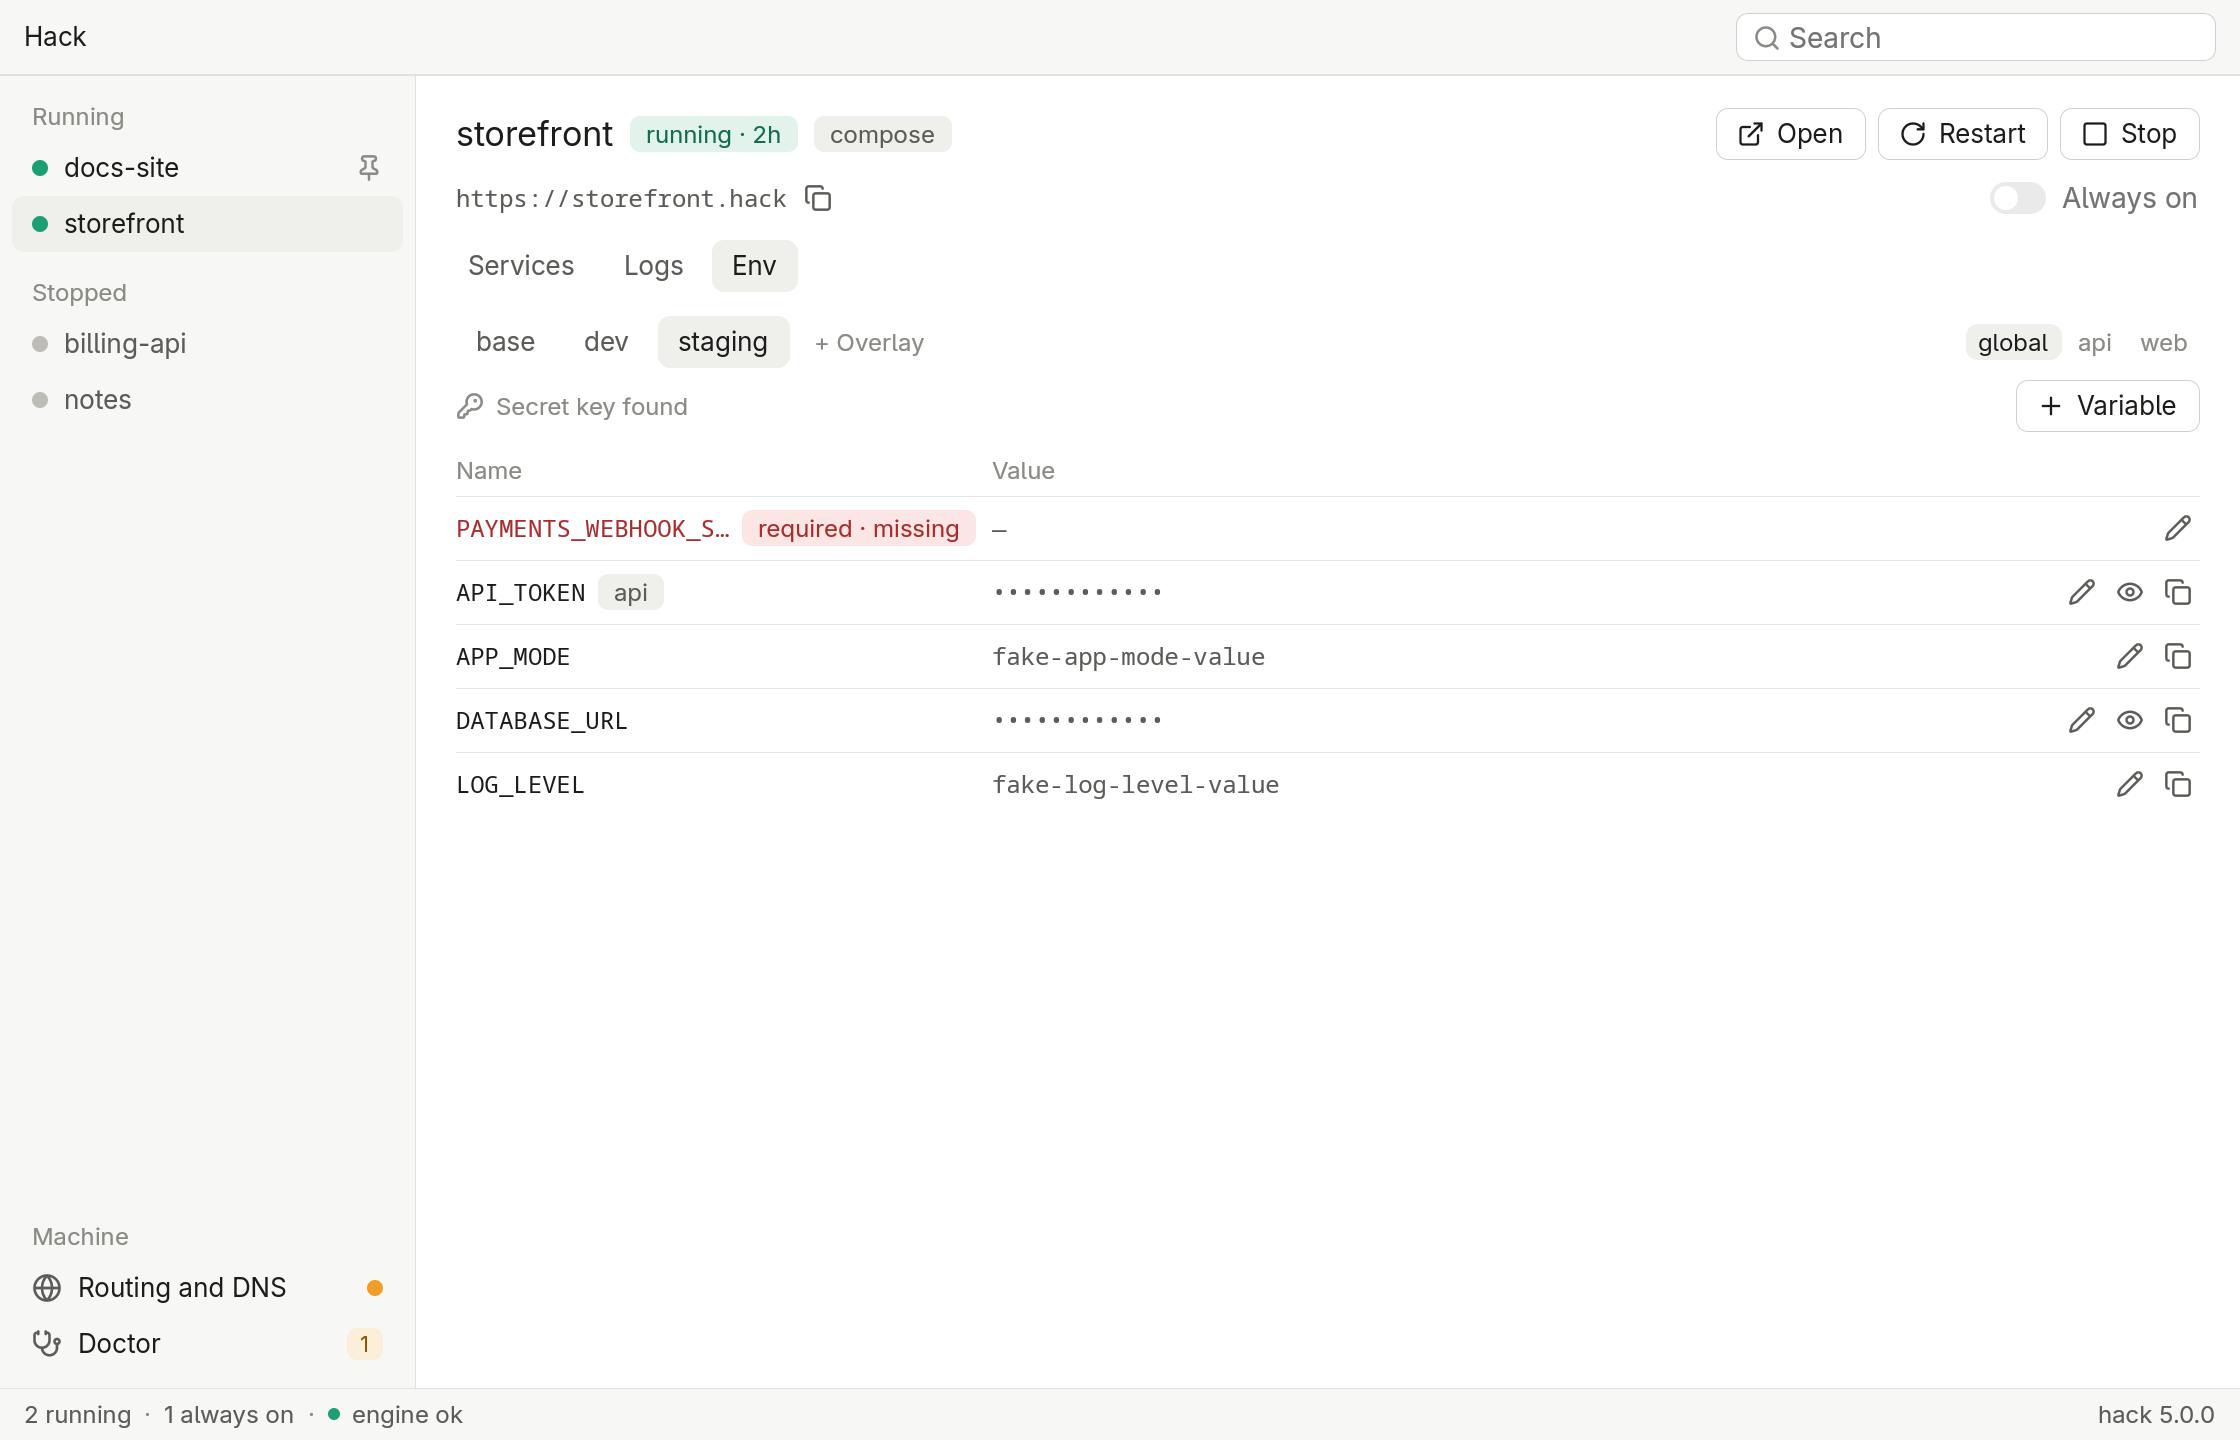 Hack
Search
Running
docs-site
storefront
Stopped
billing-api
notes
Machine
Routing and DNS
Doctor 1
storefront running · 2h compose
Open Restart Stop
https://storefront.hack
Always on
Services Logs Env
base dev staging + Overlay
global api web
Secret key found
+ Variable
Name Value
PAYMENTS_WEBHOOK_S… required · missing —
API_TOKEN api ••••••••••••
APP_MODE fake-app-mode-value
DATABASE_URL ••••••••••••
LOG_LEVEL fake-log-level-value
2 running · 1 always on · engine ok
hack 5.0.0